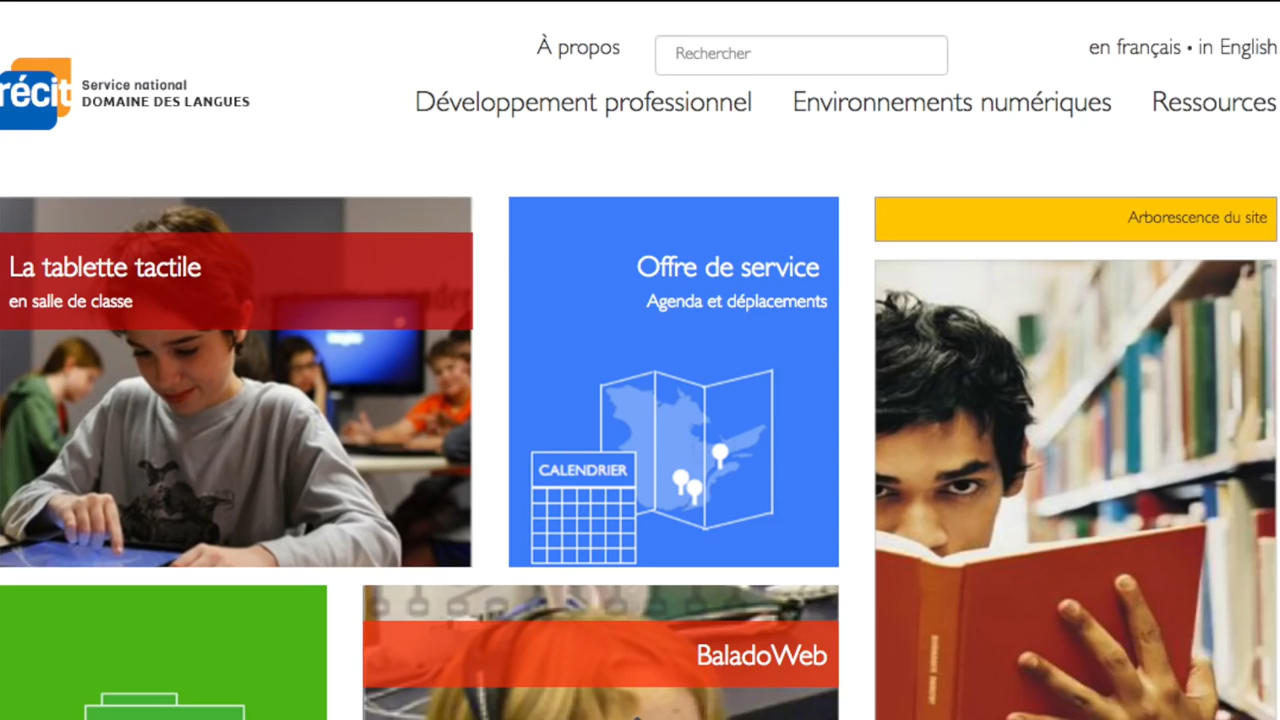 À propos
Rechercher
en français • in English
récit
Service national
DOMAINE DES LANGUES
Développement professionnel
Environnements numériques
Ressources
La tablette tactile
en salle de classe
Offre de service
Agenda et déplacements
CALENDRIER
Arborescence du site
BaladoWeb